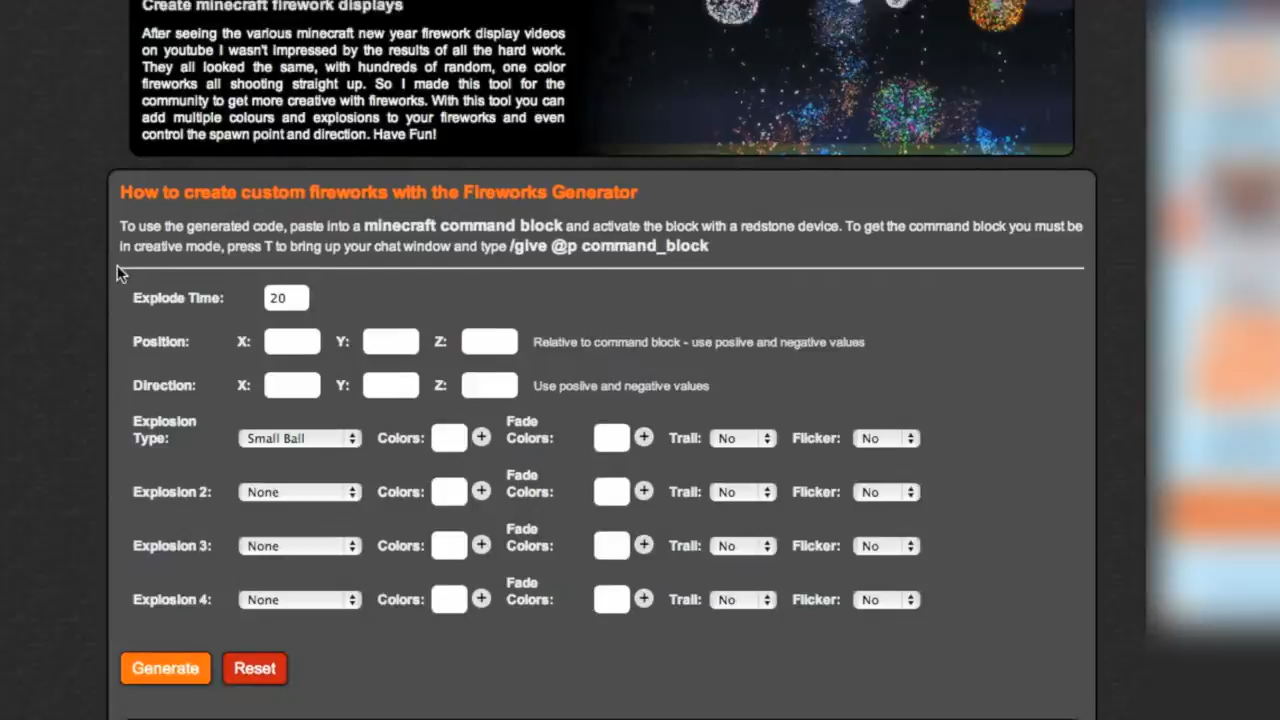 Create minecraft firework displays
After seeing the various minecraft new year firework display videos
on youtube I wasn't impressed by the results of all the hard work.
They all looked the same, with hundreds of random, one color
fireworks all shooting straight up. So I made this tool for the
community to get more creative with fireworks. With this tool you can
add multiple colours and explosions to your fireworks and even
control the spawn point and direction. Have Fun!
How to create custom fireworks with the Fireworks Generator
To use the generated code, paste into a minecraft command block and activate the block with a redstone device. To get the command block you must be
in creative mode, press T to bring up your chat window and type /give @p command_block
Explode Time: 20
Position: X: Y: Z: Relative to command block - use positve and negative values
Direction: X: Y: Z: Use positve and negative values
Explosion Type: Small Ball Colors: + Fade Colors: + Trail: No Flicker: No
Explosion 2: None Colors: + Fade Colors: + Trail: No Flicker: No
Explosion 3: None Colors: + Fade Colors: + Trail: No Flicker: No
Explosion 4: None Colors: + Fade Colors: + Trail: No Flicker: No
Generate Reset